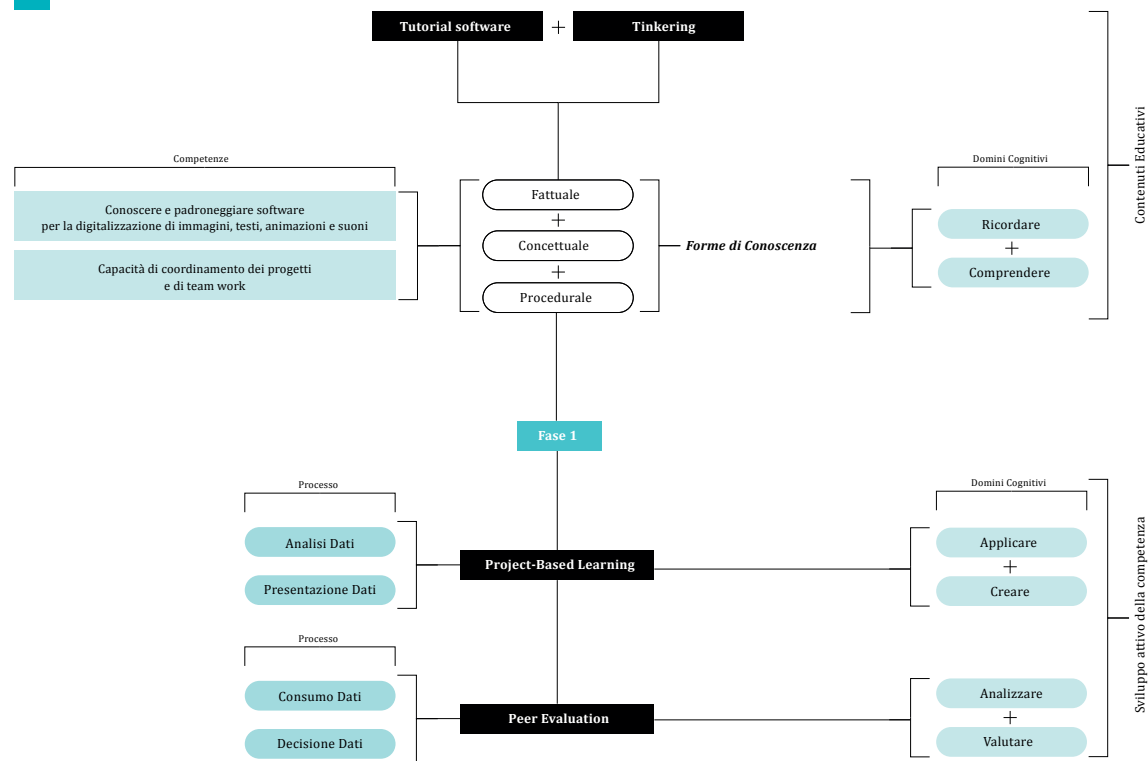 Tutorial software + Tinkering
Competenze
Conoscere e padroneggiare software
per la digitalizzazione di immagini, testi, animazioni e suoni
Capacità di coordinamento dei progetti
e di team work
Fattuale
+
Concettuale
+
Procedurale
Forme di Conoscenza
Domini Cognitivi
Ricordare
+
Comprendere
Contenuti Educativi
Fase 1
Processo
Analisi Dati
Presentazione Dati
Project-Based Learning
Domini Cognitivi
Applicare
+
Creare
Processo
Consumo Dati
Decisione Dati
Peer Evaluation
Analizzare
+
Valutare
Sviluppo attivo della competenza